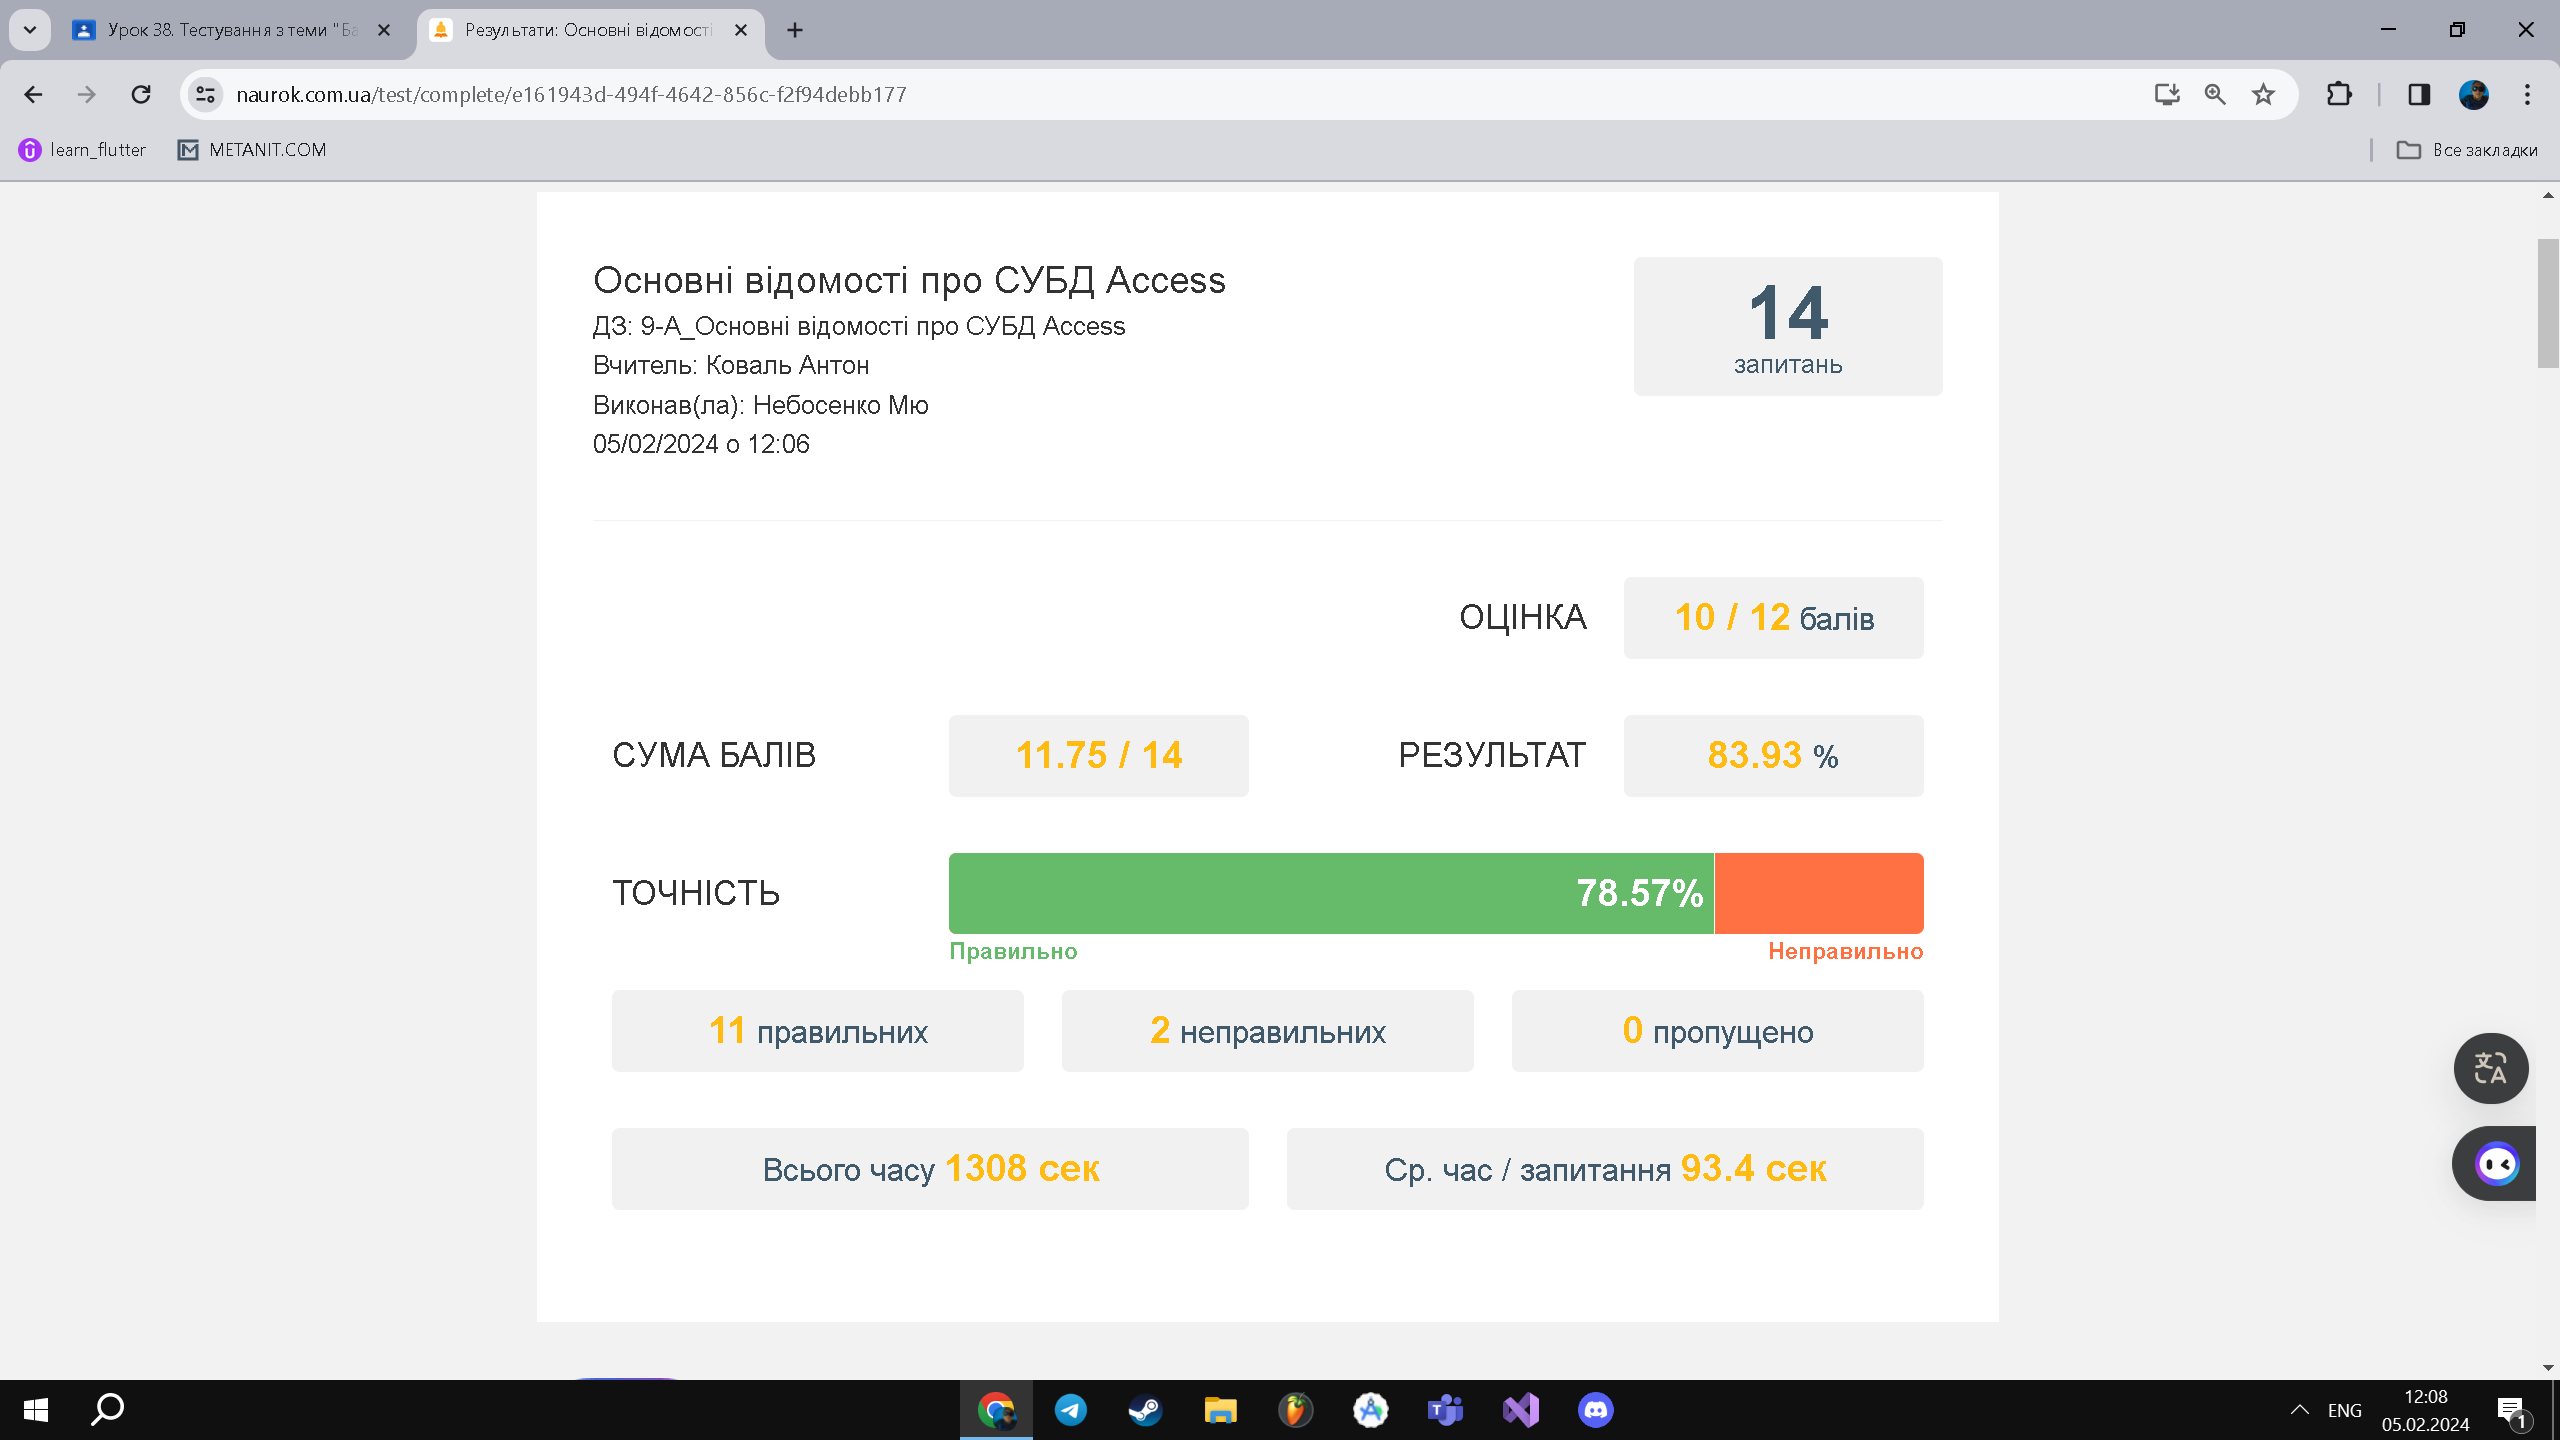 Урок 38. Тестування з теми "Ба
Результати: Основні відомості
naurok.com.ua/test/complete/e161943d-494f-4642-856c-f2f94debb177
learn_flutter
METANIT.COM
Все закладки
Основні відомості про СУБД Access
ДЗ: 9-А_Основні відомості про СУБД Access
Вчитель: Коваль Антон
Виконав(ла): Небосенко Мю
05/02/2024 о 12:06
14
запитань
ОЦІНКА
10 / 12 балів
СУМА БАЛІВ
11.75 / 14
РЕЗУЛЬТАТ
83.93 %
ТОЧНІСТЬ
78.57%
Правильно
Неправильно
11 правильних
2 неправильних
0 пропущено
Всього часу 1308 сек
Ср. час / запитання 93.4 сек
ENG
12:08
05.02.2024
1